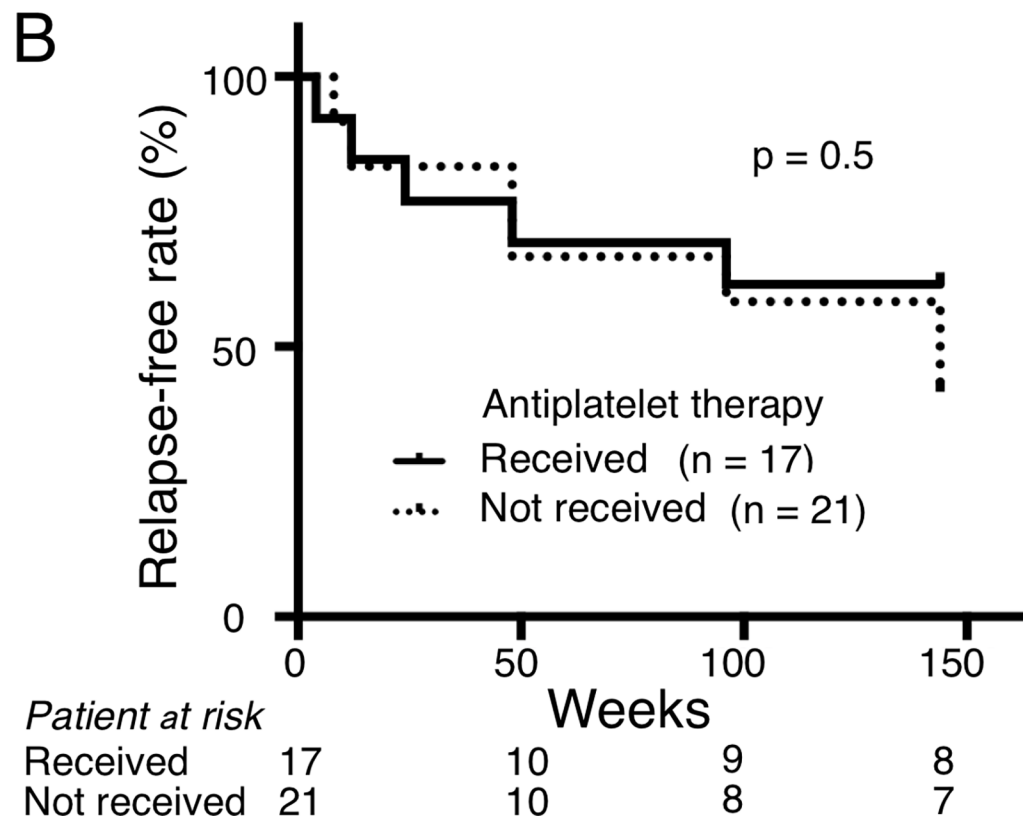 B
Relapse-free rate (%)
100
50
0
p = 0.5
Antiplatelet therapy
Received (n = 17)
Not received (n = 21)
0 50 100 150
Weeks
Patient at risk
Received 17 10 9 8
Not received 21 10 8 7